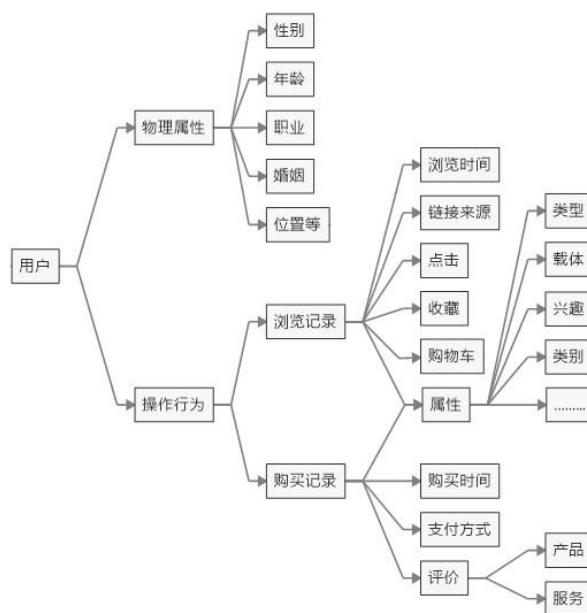 用户
物理属性
性别
年龄
职业
婚姻
位置等
操作行为
浏览记录
浏览时间
链接来源
点击
收藏
购物车
属性
类型
载体
兴趣
类别
.........
购买记录
购买时间
支付方式
评价
产品
服务